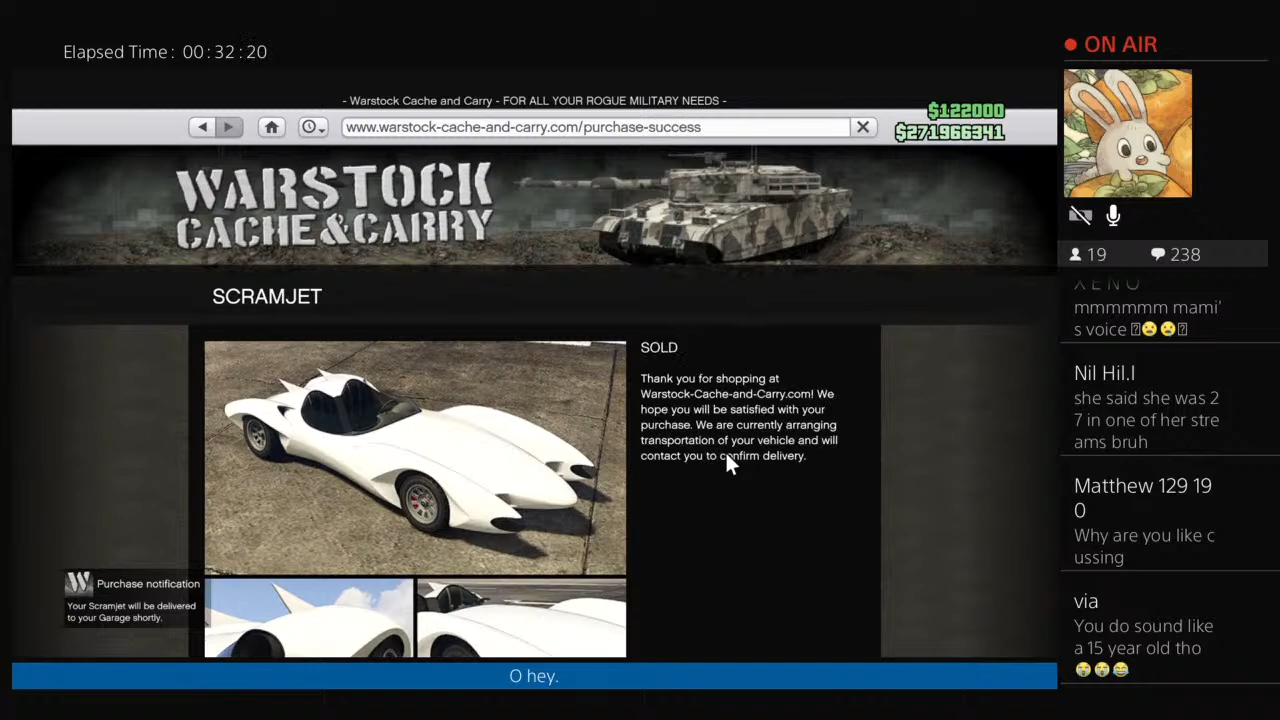 Elapsed Time: 00:32:20
ON AIR
- Warstock Cache and Carry - FOR ALL YOUR ROGUE MILITARY NEEDS -
$122000
www.warstock-cache-and-carry.com/purchase-success
$271966341
WARSTOCK
CACHE&CARRY
19
238
SCRAMJET
X E N O
mmmmmm mami'
s voice 😦😦
SOLD
Thank you for shopping at
Warstock-Cache-and-Carry.com! We
hope you will be satisfied with your
purchase. We are currently arranging
transportation of your vehicle and will
contact you to confirm delivery.
Nil Hil.l
she said she was 2
7 in one of her stre
ams bruh
Matthew 129 19
0
Why are you like c
ussing
W
Purchase notification
Your Scramjet will be delivered
to your Garage shortly.
via
You do sound like
a 15 year old tho
😭😭😂
O hey.